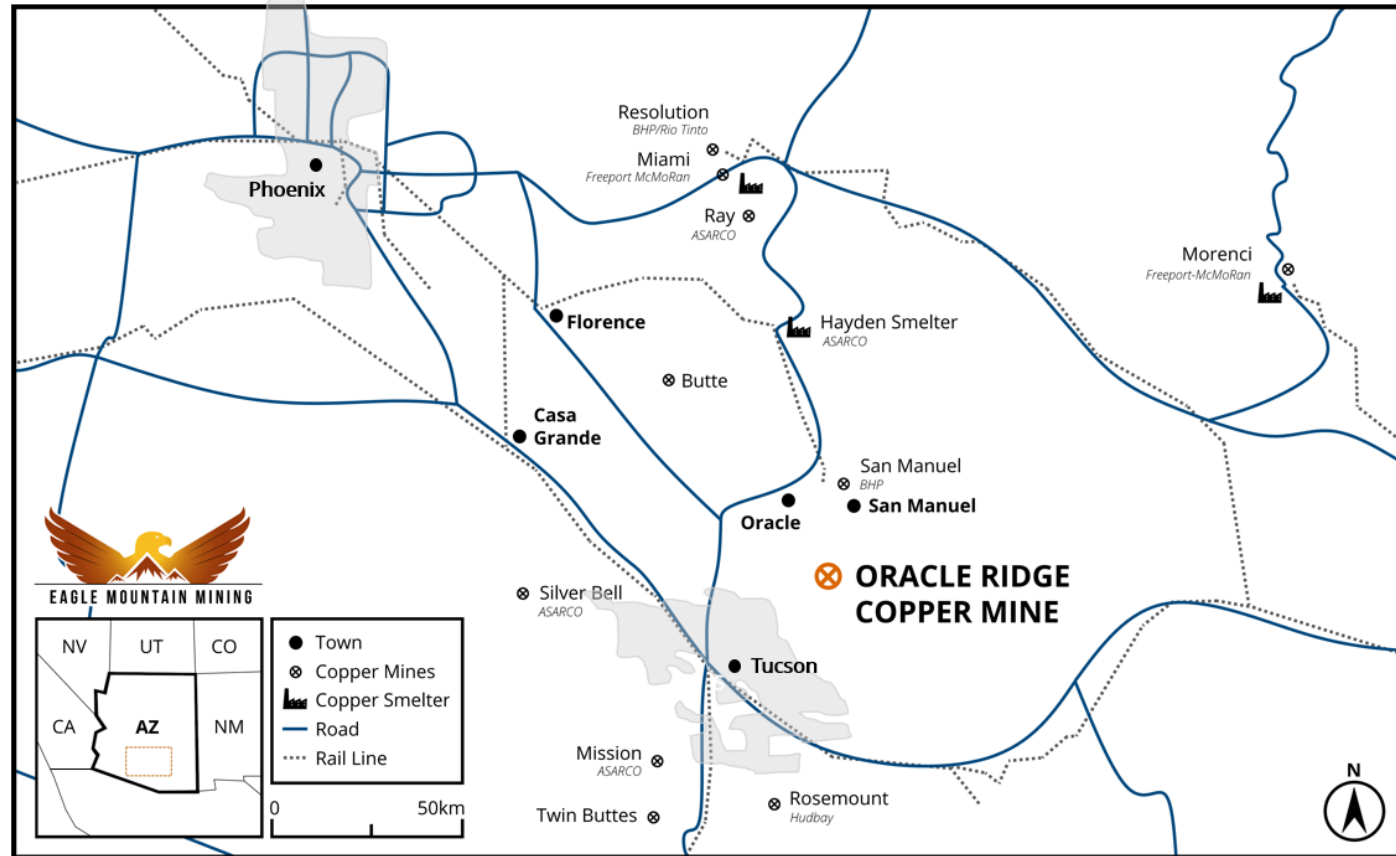 Resolution
BHP/Rio Tinto
Miami
Freeport McMoRan
Phoenix
Ray
ASARCO
Morenci
Freeport-McMoRan
Florence
Hayden Smelter
ASARCO
Butte
Casa
Grande
San Manuel
BHP
San Manuel
Oracle
ORACLE RIDGE
COPPER MINE
EAGLE MOUNTAIN MINING
Silver Bell
ASARCO
Tucson
NV
UT
CO
CA
AZ
NM
Town
Copper Mines
Copper Smelter
Road
Rail Line
Mission
ASARCO
Twin Buttes
Rosemount
Hudbay
0
50km
N